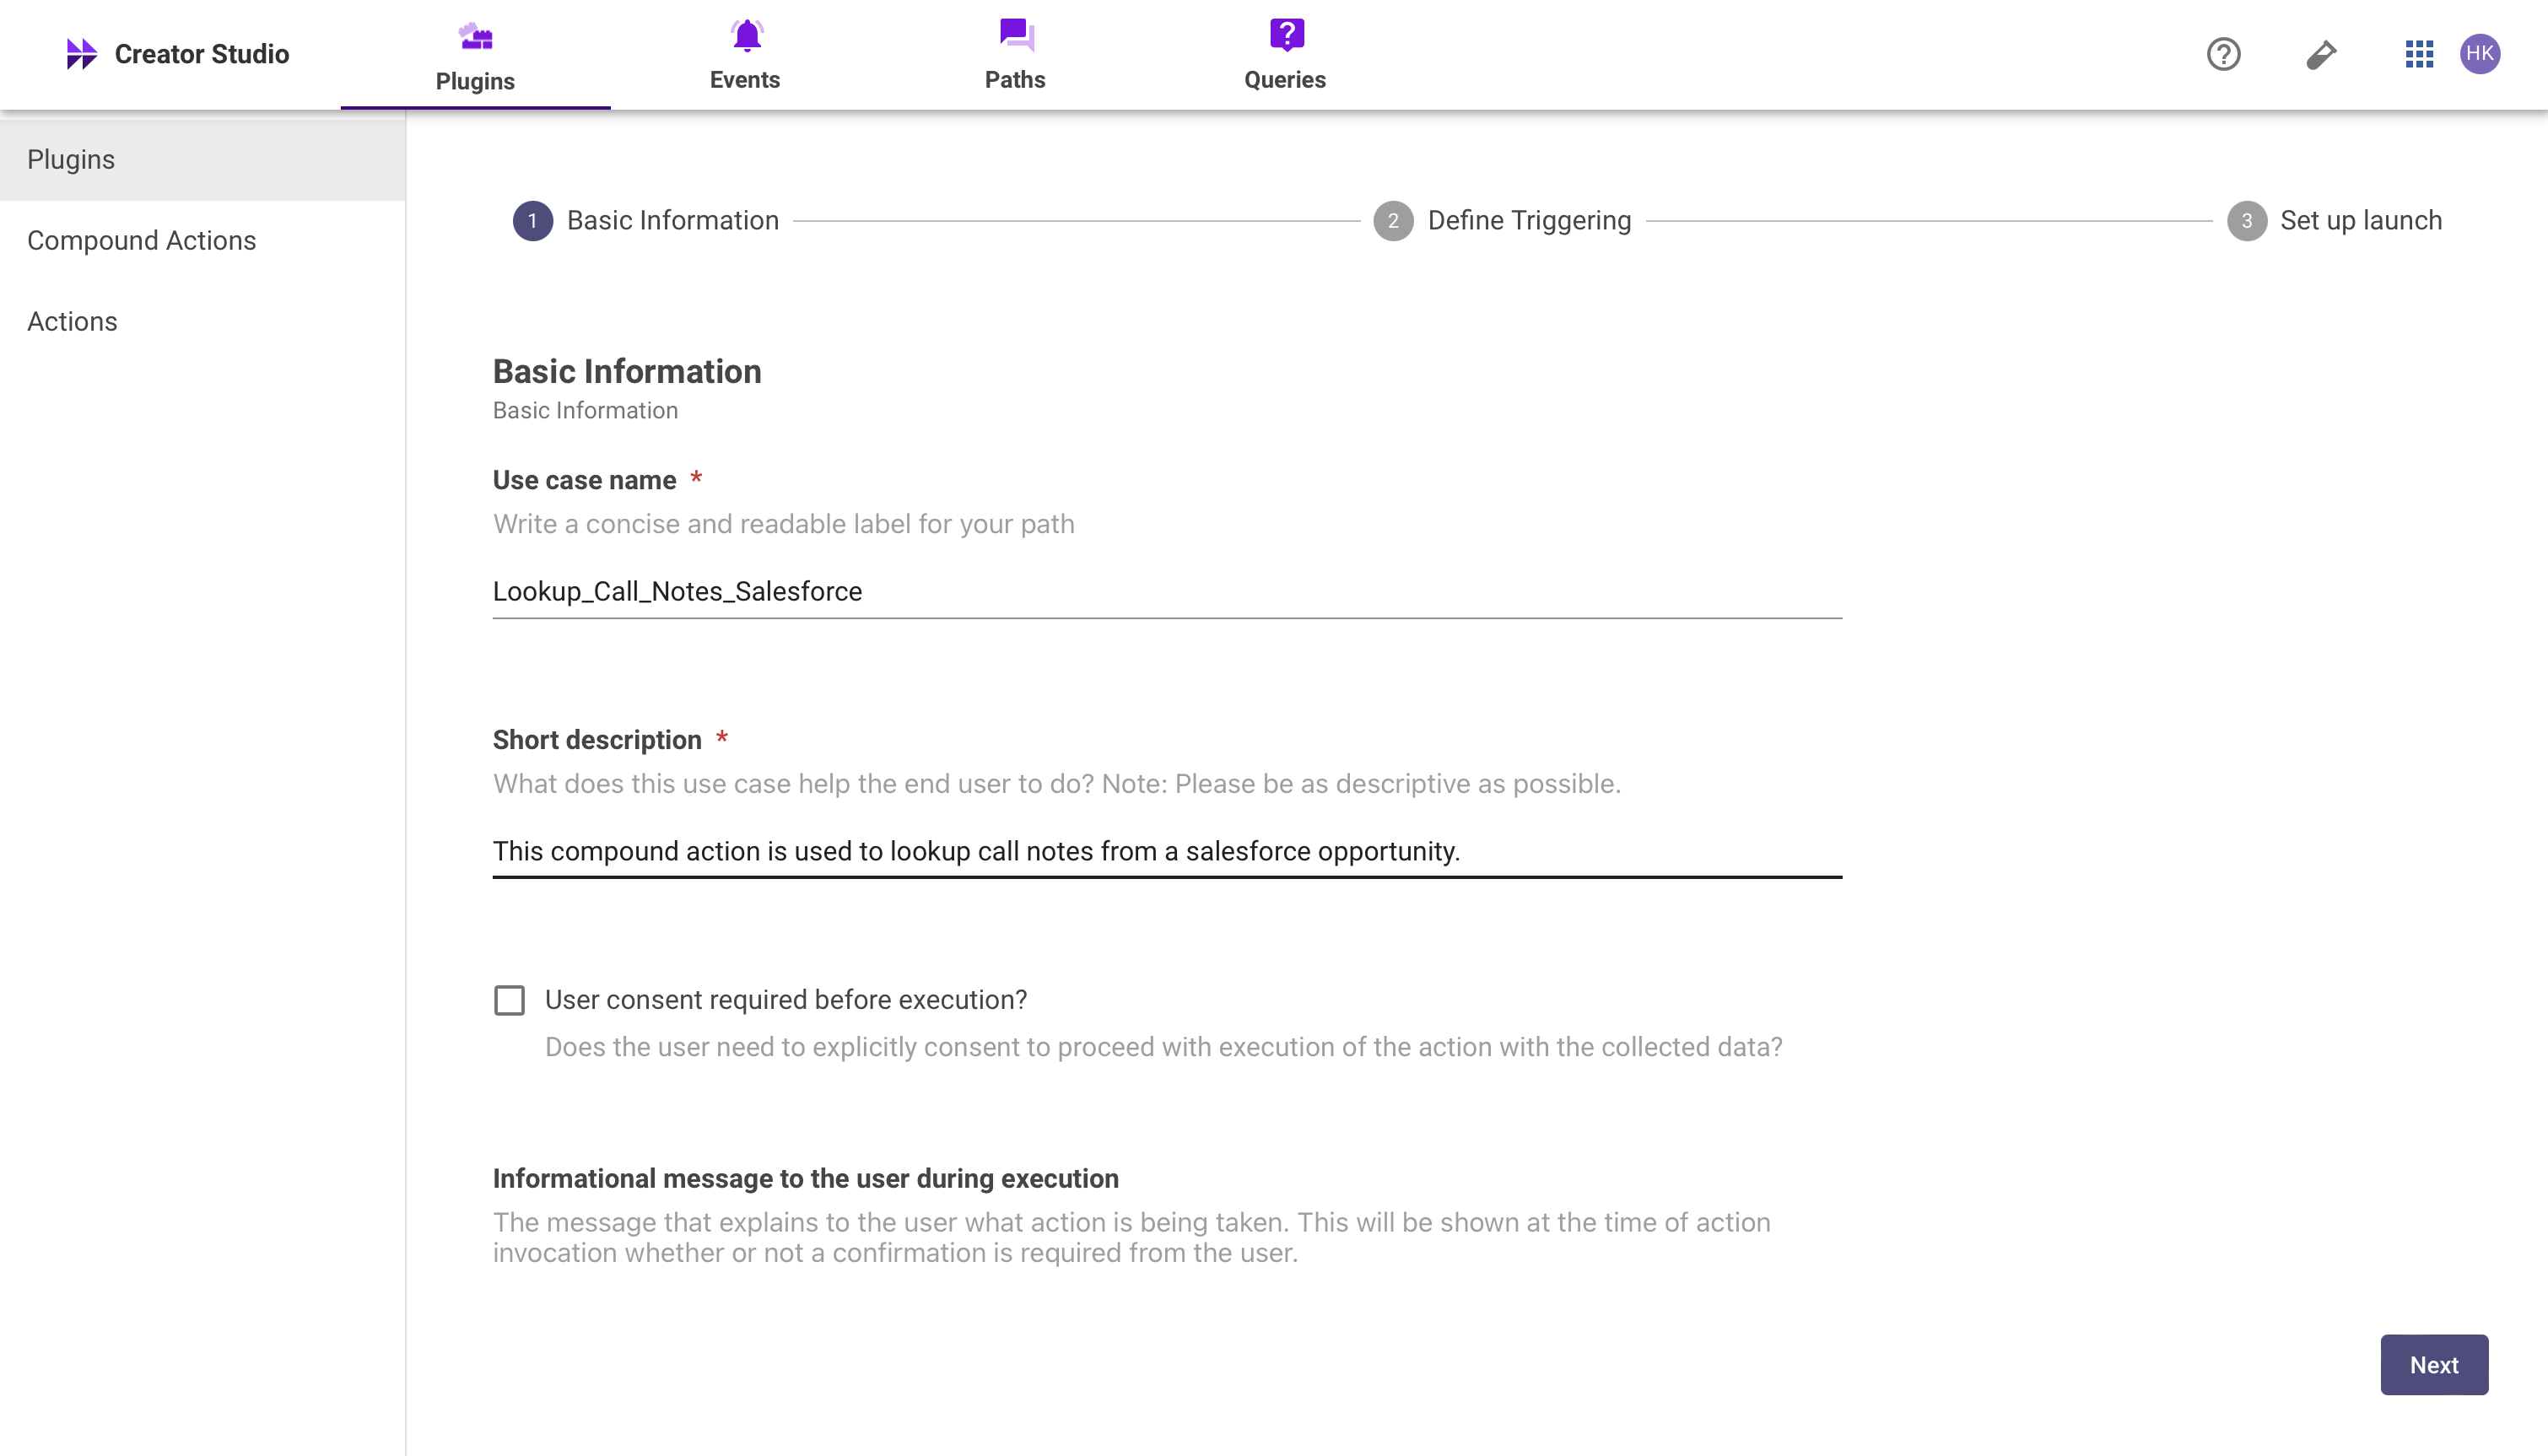 Creator Studio
Plugins
Events
Paths
Queries
HK
Plugins
Compound Actions
Actions
1 Basic Information
2 Define Triggering
3 Set up launch
Basic Information
Basic Information
Use case name *
Write a concise and readable label for your path
Lookup_Call_Notes_Salesforce
Short description *
What does this use case help the end user to do? Note: Please be as descriptive as possible.
This compound action is used to lookup call notes from a salesforce opportunity.
User consent required before execution?
Does the user need to explicitly consent to proceed with execution of the action with the collected data?
Informational message to the user during execution
The message that explains to the user what action is being taken. This will be shown at the time of action
invocation whether or not a confirmation is required from the user.
Next